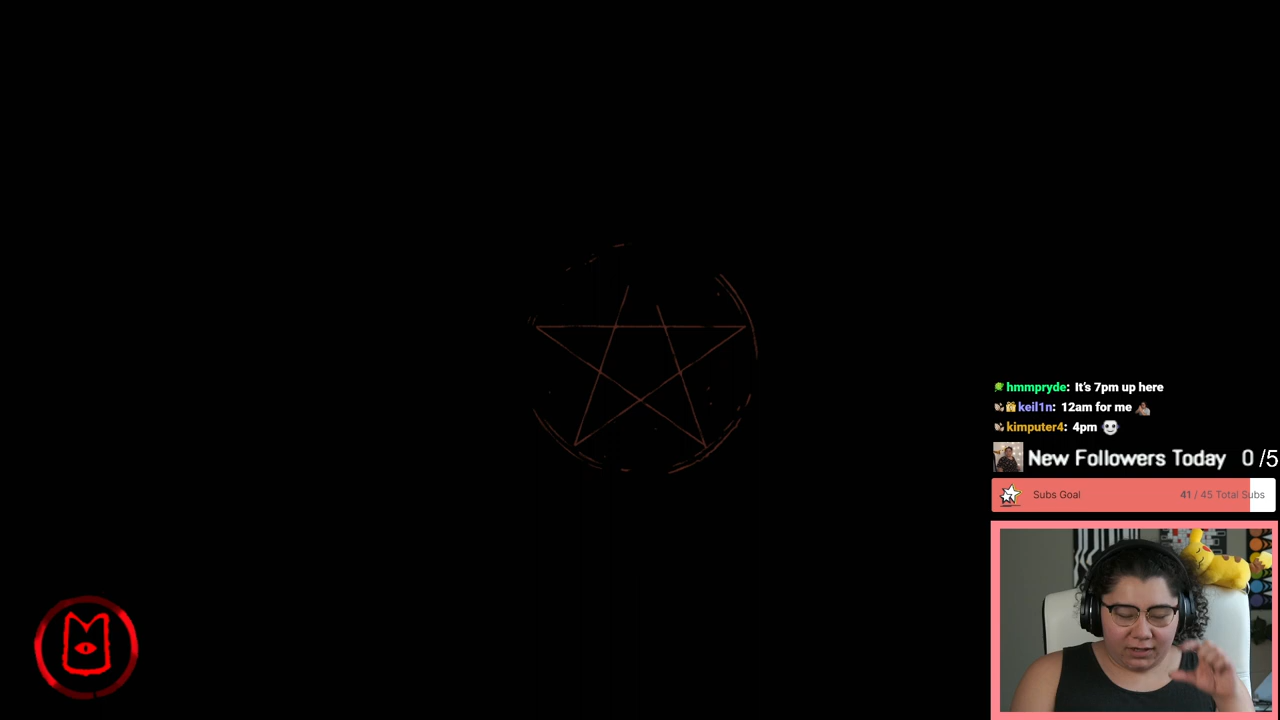 hmmpryde: It's 7pm up here
keil1n: 12am for me
kimputer4: 4pm
New Followers Today 0 /5
Subs Goal 41 / 45 Total Subs